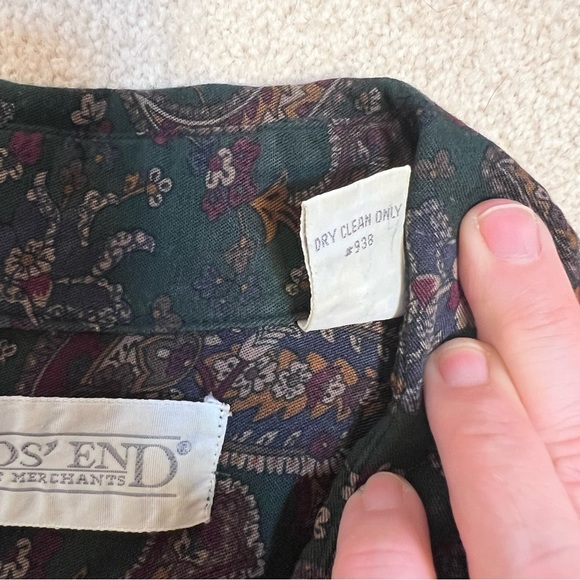 DRY CLEAN ONLY
#938
DS' END®
MERCHANTS